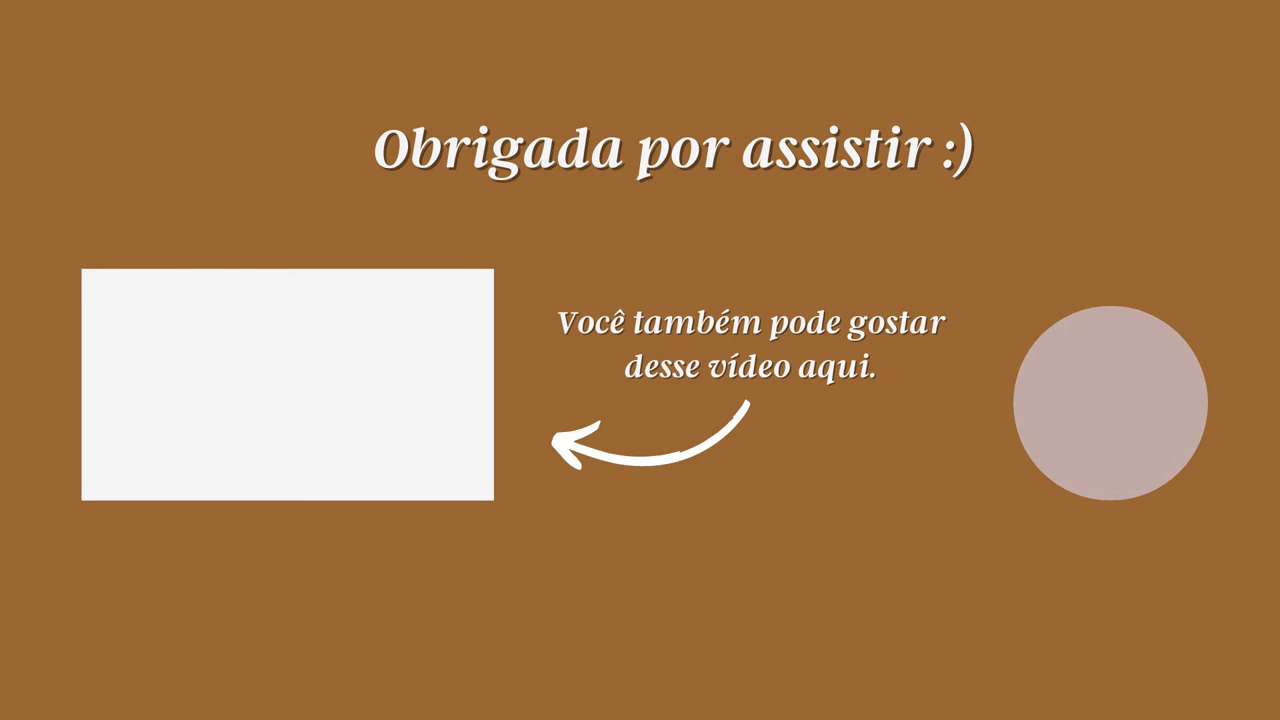 Obrigada por assistir :)
Você também pode gostar
desse vídeo aqui.